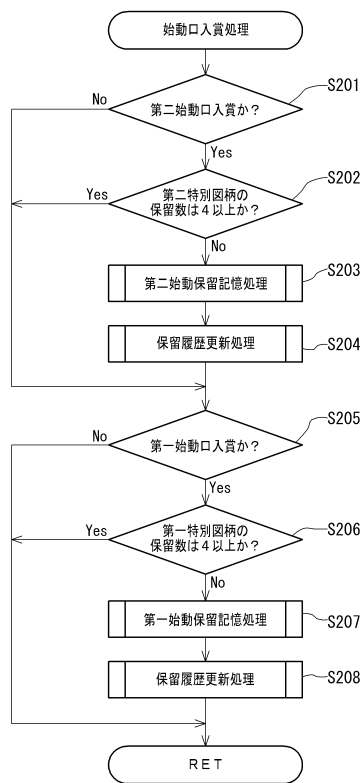 始動口入賞処理
S201
No
第二始動口入賞か？
Yes
S202
Yes
第二特別図柄の
保留数は４以上か？
No
第二始動保留記憶処理
S203
保留履歴更新処理
S204
S205
No
第一始動口入賞か？
Yes
S206
Yes
第一特別図柄の
保留数は４以上か？
No
第一始動保留記憶処理
S207
保留履歴更新処理
S208
ＲＥＴ